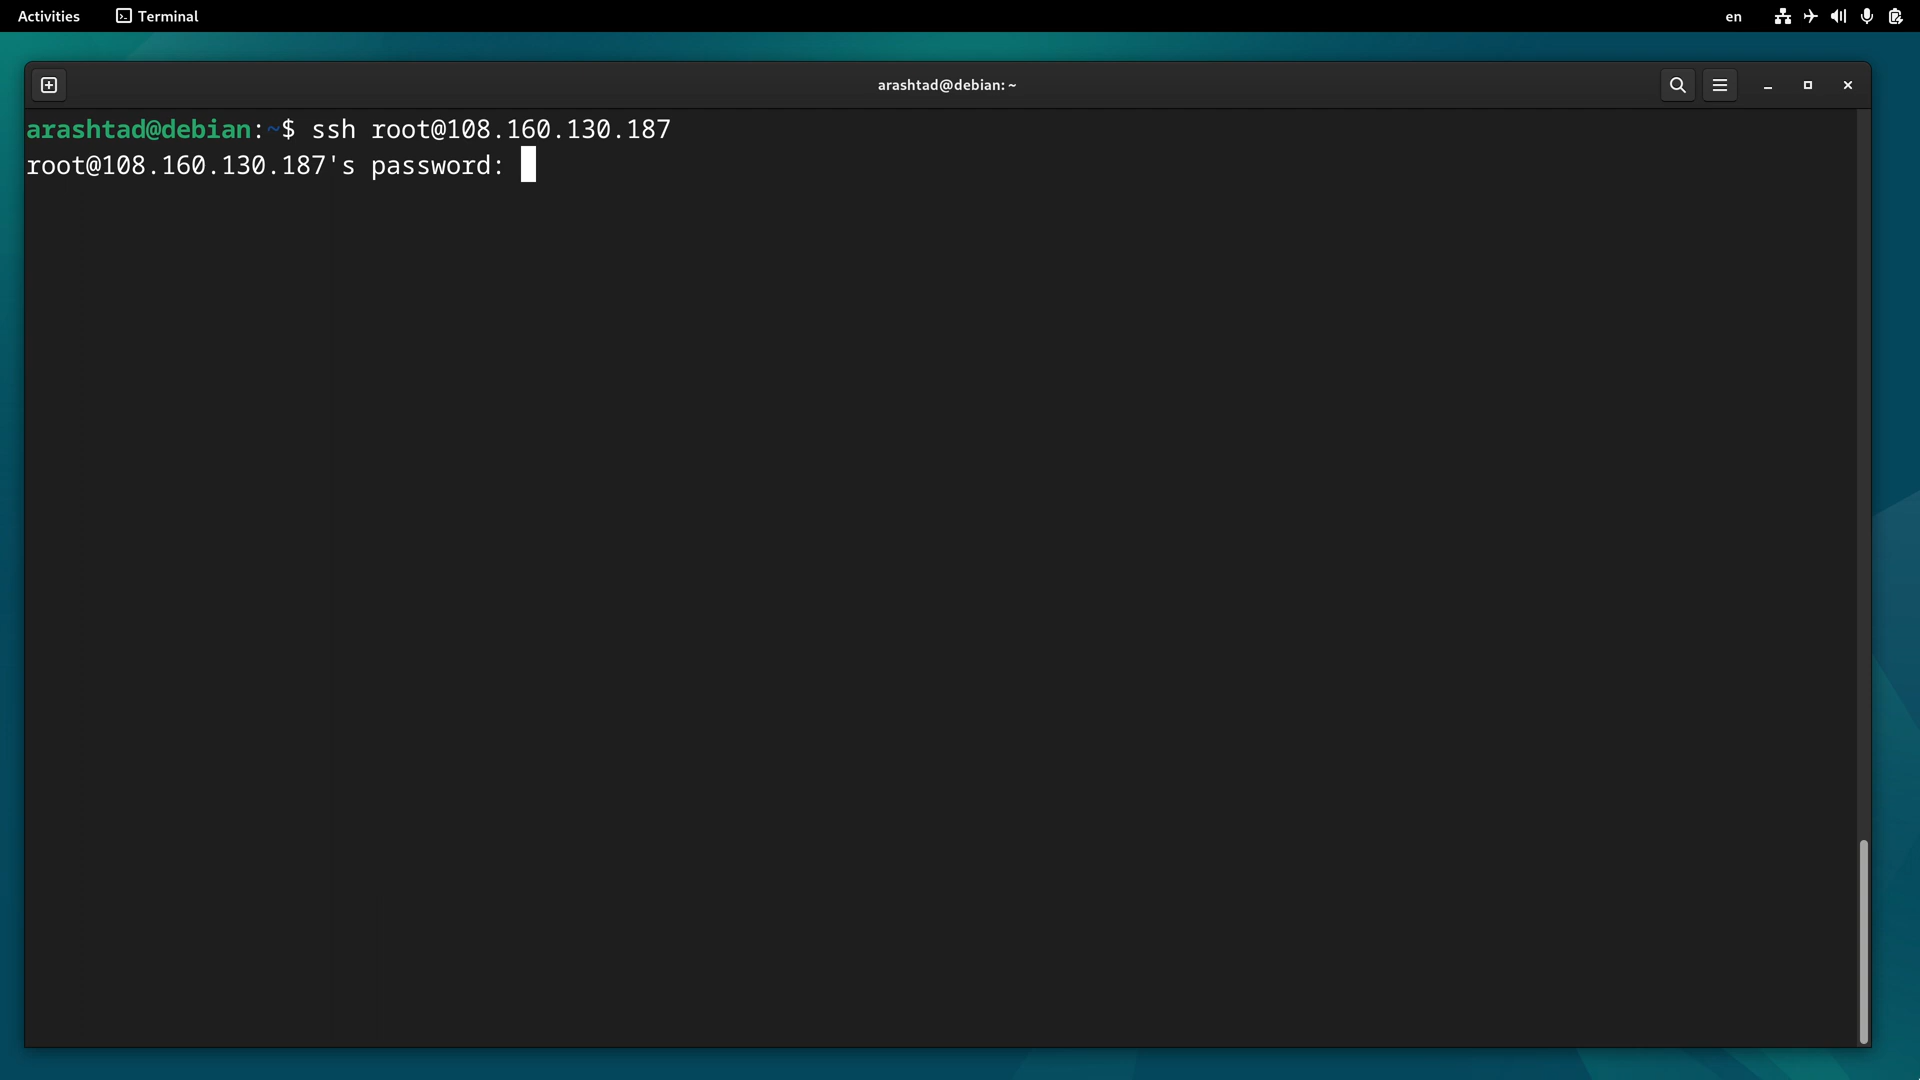 Activities
Terminal
en
arashtad@debian: ~
arashtad@debian:~$ ssh root@108.160.130.187
root@108.160.130.187's password: